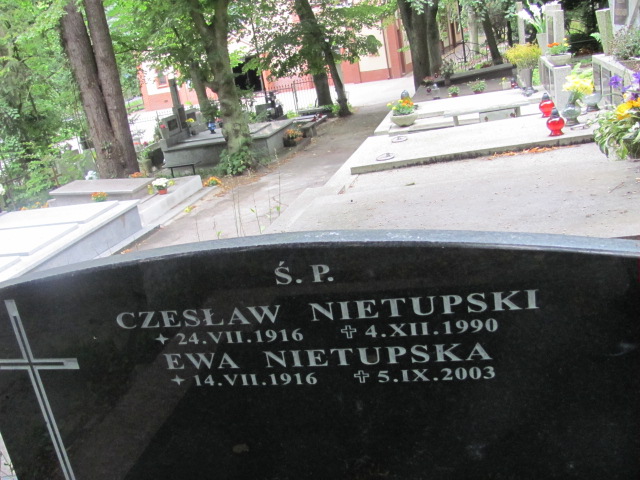 Ś. P.
CZESŁAW NIETUPSKI
✦ 24.VII.1916 ✝ 4.XII.1990
EWA NIETUPSKA
✦ 14.VII.1916 ✝ 5.IX.2003